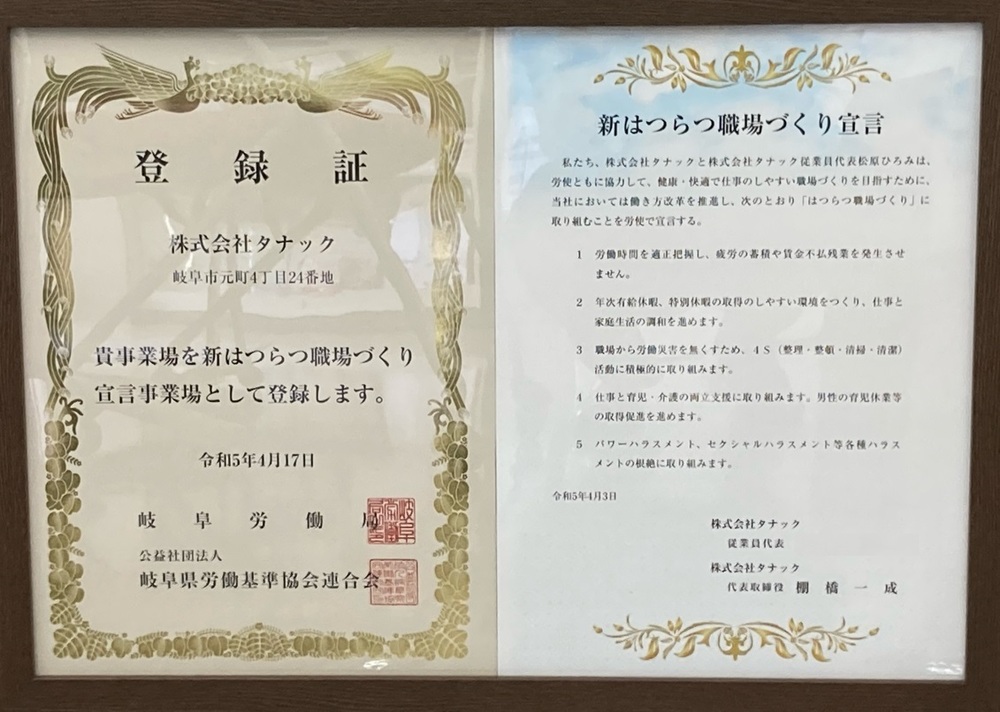 登録証
株式会社タナック
岐阜市元町4丁目24番地
貴事業場を新はつらつ職場づくり
宣言事業場として登録します。
令和5年4月17日
岐阜労働局
公益社団法人
岐阜県労働基準協会連合会
新はつらつ職場づくり宣言
私たち、株式会社タナックと株式会社タナック従業員代表松原ひろみは、
労使ともに協力して、健康・快適で仕事のしやすい職場づくりを目指すために、
当社においては働き方改革を推進し、次のとおり「はつらつ職場づくり」に
取り組むことを労使で宣言する。
1 労働時間を適正把握し、疲労の蓄積や賃金不払残業を発生させ
ません。
2 年次有給休暇、特別休暇の取得のしやすい環境をつくり、仕事と
家庭生活の調和を進めます。
3 職場から労働災害を無くすため、4S（整理・整頓・清掃・清潔）
活動に積極的に取り組みます。
4 仕事と育児・介護の両立支援に取り組みます。男性の育児休業等
の取得促進を進めます。
5 パワーハラスメント、セクシャルハラスメント等各種ハラス
メントの根絶に取り組みます。
令和5年4月3日
株式会社タナック
従業員代表
株式会社タナック
代表取締役 棚橋一成